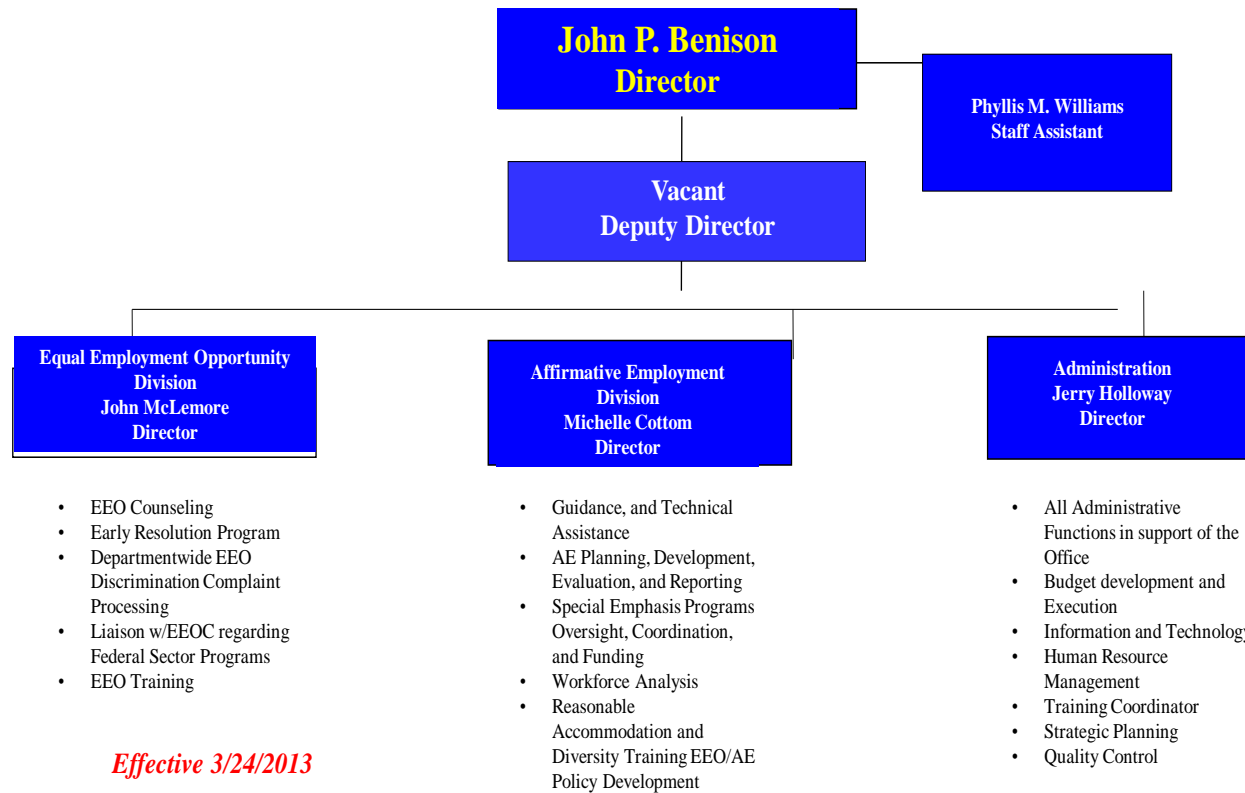 John P. Benison
Director
Phyllis M. Williams
Staff Assistant
Vacant
Deputy Director
Equal Employment Opportunity
Division
John McLemore
Director
Affirmative Employment
Division
Michelle Cottom
Director
Administration
Jerry Holloway
Director
• EEO Counseling
• Early Resolution Program
• Departmentwide EEO
Discrimination Complaint
Processing
• Liaison w/EEOC regarding
Federal Sector Programs
• EEO Training
• Guidance, and Technical
Assistance
• AE Planning, Development,
Evaluation, and Reporting
• Special Emphasis Programs
Oversight, Coordination,
and Funding
• Workforce Analysis
• Reasonable
Accommodation and
Diversity Training EEO/AE
Policy Development
• All Administrative
Functions in support of the
Office
• Budget development and
Execution
• Information and Technology
• Human Resource
Management
• Training Coordinator
• Strategic Planning
• Quality Control
Effective 3/24/2013